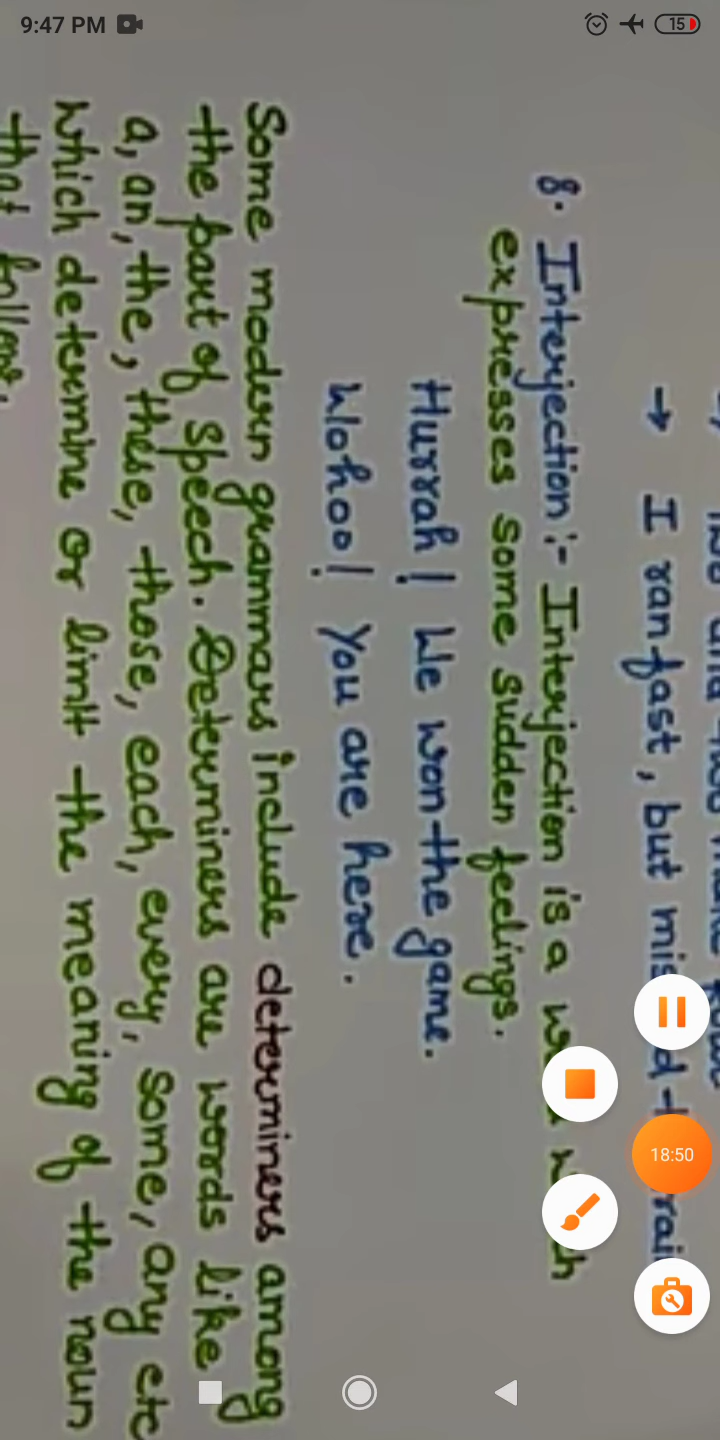 9:47 PM
15
→ I ran fast, but
8. Interjection :- Interjection is a
expresses some sudden feelings.
Hurrah! We won the game.
Wohoo! You are here.
Some modern grammars include determiners among
the part of speech. Determiners are words like
a, an, the, these, those, each, every, some, any etc
which determine or limit the meaning of the noun
that
18:50